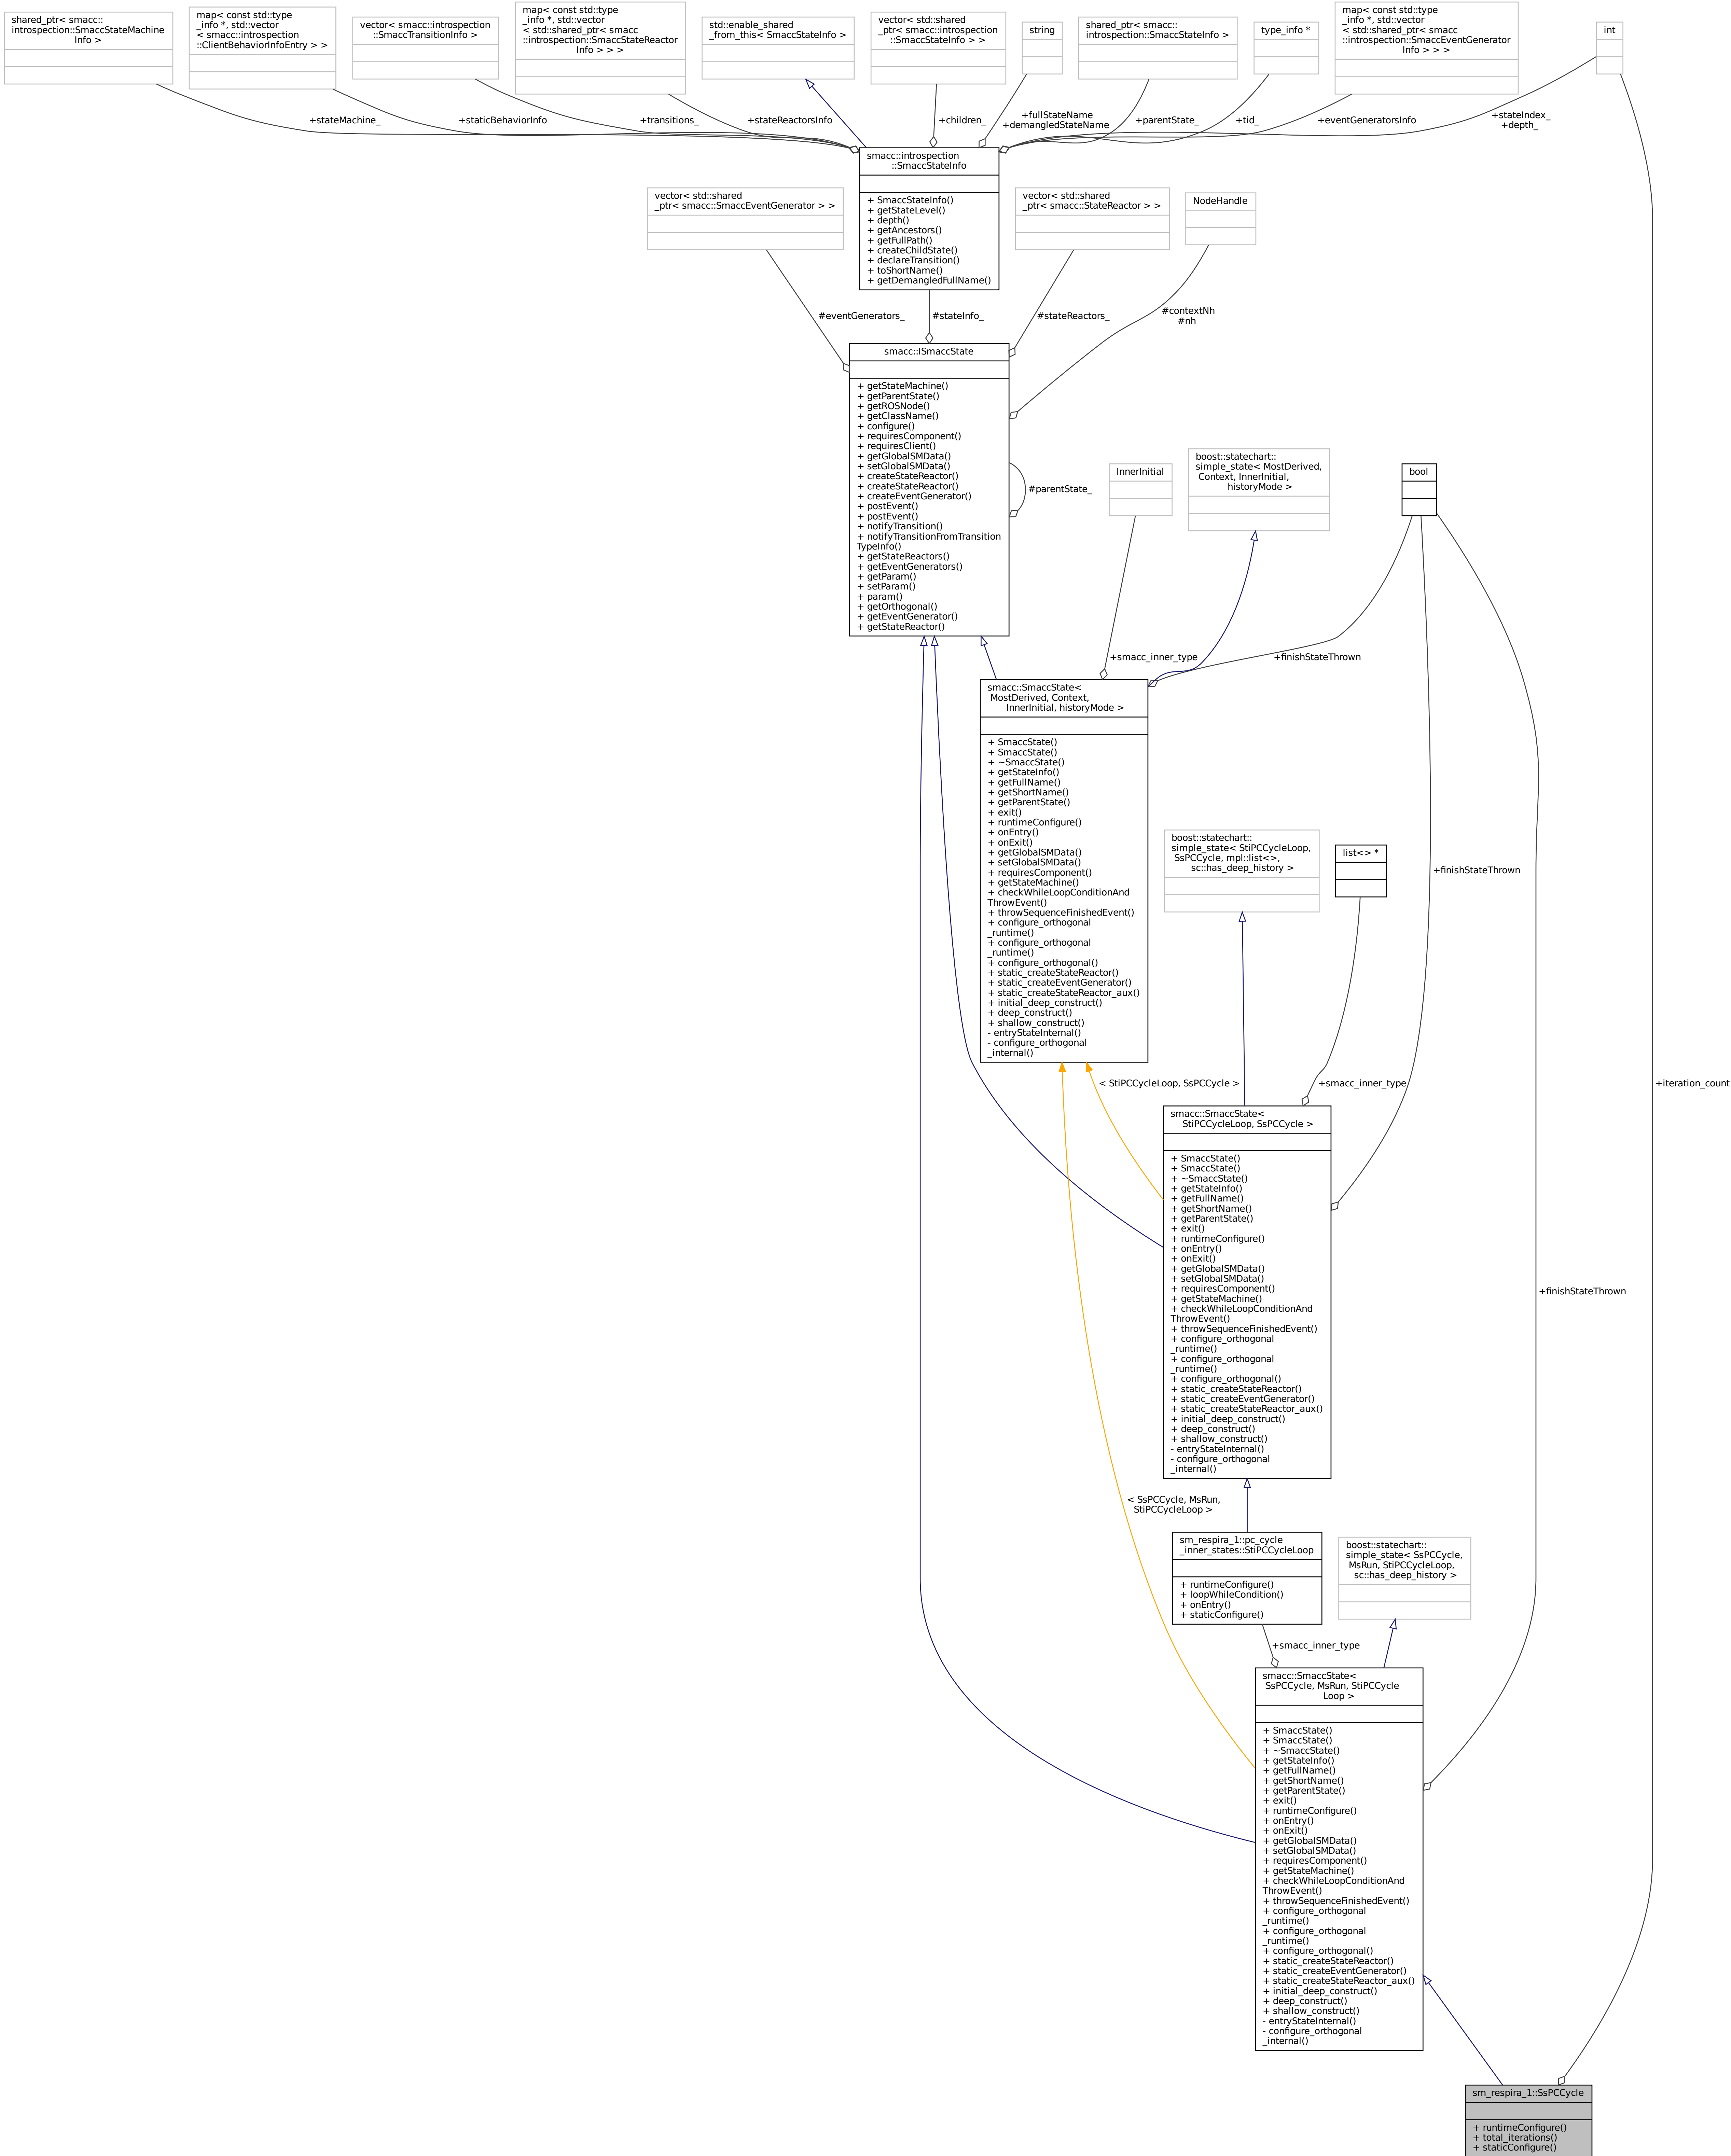 shared_ptr< smacc::
introspection::SmaccStateMachine
Info >
map< const std::type
_info *, std::vector
< smacc::introspection
::ClientBehaviorInfoEntry > >
vector< smacc::introspection
::SmaccTransitionInfo >
map< const std::type
_info *, std::vector
< std::shared_ptr< smacc
::introspection::SmaccStateReactor
Info > > >
std::enable_shared
_from_this< SmaccStateInfo >
vector< std::shared
_ptr< smacc::introspection
::SmaccStateInfo > >
string
shared_ptr< smacc::
introspection::SmaccStateInfo >
type_info *
map< const std::type
_info *, std::vector
< std::shared_ptr< smacc
::introspection::SmaccEventGenerator
Info > > >
int
+stateMachine_
+staticBehaviorInfo
+transitions_
+stateReactorsInfo
+children_
+fullStateName
+demangledStateName
+parentState_
+tid_
+eventGeneratorsInfo
+stateIndex_
+depth_
smacc::introspection
::SmaccStateInfo
+ SmaccStateInfo()
+ getStateLevel()
+ depth()
+ getAncestors()
+ getFullPath()
+ createChildState()
+ declareTransition()
+ toShortName()
+ getDemangledFullName()
vector< std::shared
_ptr< smacc::SmaccEventGenerator > >
vector< std::shared
_ptr< smacc::StateReactor > >
NodeHandle
#eventGenerators_
#stateInfo_
#stateReactors_
#contextNh
#nh
smacc::ISmaccState
+ getStateMachine()
+ getParentState()
+ getROSNode()
+ getClassName()
+ configure()
+ requiresComponent()
+ requiresClient()
+ getGlobalSMData()
+ setGlobalSMData()
+ createStateReactor()
+ createStateReactor()
+ createEventGenerator()
+ postEvent()
+ postEvent()
+ notifyTransition()
+ notifyTransitionFromTransition
TypeInfo()
+ getStateReactors()
+ getEventGenerators()
+ getParam()
+ setParam()
+ param()
+ getOrthogonal()
+ getEventGenerator()
+ getStateReactor()
#parentState_
InnerInitial
boost::statechart::
simple_state< MostDerived,
Context, InnerInitial,
historyMode >
bool
+smacc_inner_type
+finishStateThrown
smacc::SmaccState<
MostDerived, Context,
InnerInitial, historyMode >
+ SmaccState()
+ SmaccState()
+ ~SmaccState()
+ getStateInfo()
+ getFullName()
+ getShortName()
+ getParentState()
+ exit()
+ runtimeConfigure()
+ onEntry()
+ onExit()
+ getGlobalSMData()
+ setGlobalSMData()
+ requiresComponent()
+ getStateMachine()
+ checkWhileLoopConditionAnd
ThrowEvent()
+ throwSequenceFinishedEvent()
+ configure_orthogonal
_runtime()
+ configure_orthogonal
_runtime()
+ configure_orthogonal()
+ static_createStateReactor()
+ static_createEventGenerator()
+ static_createStateReactor_aux()
+ initial_deep_construct()
+ deep_construct()
+ shallow_construct()
- entryStateInternal()
- configure_orthogonal
_internal()
boost::statechart::
simple_state< StiPCCycleLoop,
SsPCCycle, mpl::list<>,
sc::has_deep_history >
list<> *
+finishStateThrown
< StiPCCycleLoop, SsPCCycle >
+smacc_inner_type
+iteration_count
smacc::SmaccState<
StiPCCycleLoop, SsPCCycle >
+ SmaccState()
+ SmaccState()
+ ~SmaccState()
+ getStateInfo()
+ getFullName()
+ getShortName()
+ getParentState()
+ exit()
+ runtimeConfigure()
+ onEntry()
+ onExit()
+ getGlobalSMData()
+ setGlobalSMData()
+ requiresComponent()
+ getStateMachine()
+ checkWhileLoopConditionAnd
ThrowEvent()
+ throwSequenceFinishedEvent()
+ configure_orthogonal
_runtime()
+ configure_orthogonal
_runtime()
+ configure_orthogonal()
+ static_createStateReactor()
+ static_createEventGenerator()
+ static_createStateReactor_aux()
+ initial_deep_construct()
+ deep_construct()
+ shallow_construct()
- entryStateInternal()
- configure_orthogonal
_internal()
+finishStateThrown
< SsPCCycle, MsRun,
StiPCCycleLoop >
sm_respira_1::pc_cycle
_inner_states::StiPCCycleLoop
+ runtimeConfigure()
+ loopWhileCondition()
+ onEntry()
+ staticConfigure()
boost::statechart::
simple_state< SsPCCycle,
MsRun, StiPCCycleLoop,
sc::has_deep_history >
+smacc_inner_type
smacc::SmaccState<
SsPCCycle, MsRun, StiPCCycle
Loop >
+ SmaccState()
+ SmaccState()
+ ~SmaccState()
+ getStateInfo()
+ getFullName()
+ getShortName()
+ getParentState()
+ exit()
+ runtimeConfigure()
+ onEntry()
+ onExit()
+ getGlobalSMData()
+ setGlobalSMData()
+ requiresComponent()
+ getStateMachine()
+ checkWhileLoopConditionAnd
ThrowEvent()
+ throwSequenceFinishedEvent()
+ configure_orthogonal
_runtime()
+ configure_orthogonal
_runtime()
+ configure_orthogonal()
+ static_createStateReactor()
+ static_createEventGenerator()
+ static_createStateReactor_aux()
+ initial_deep_construct()
+ deep_construct()
+ shallow_construct()
- entryStateInternal()
- configure_orthogonal
_internal()
sm_respira_1::SsPCCycle
+ runtimeConfigure()
+ total_iterations()
+ staticConfigure()